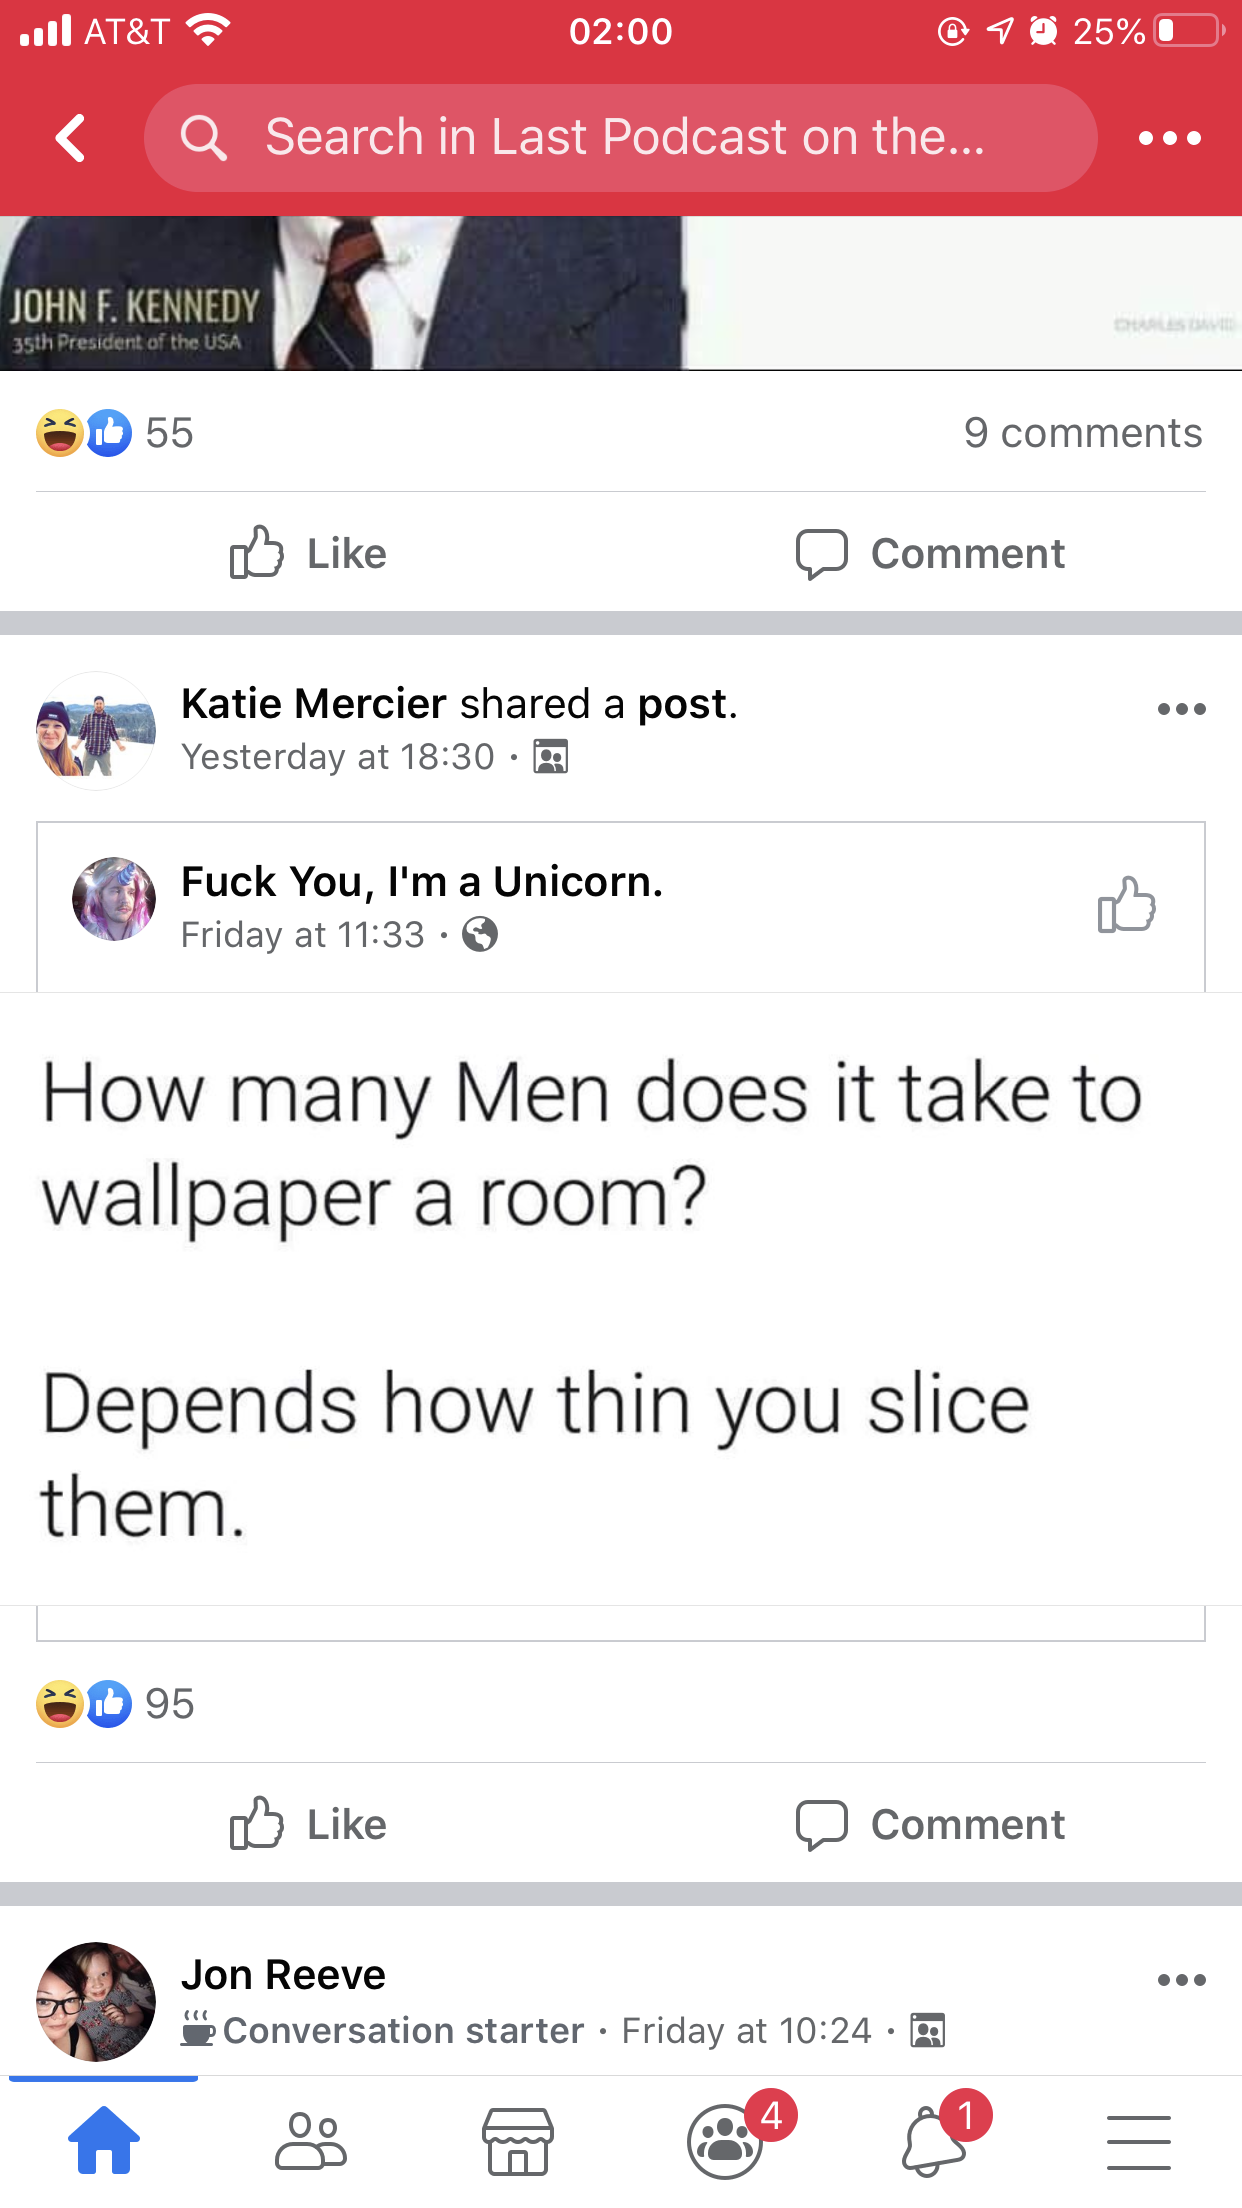 AT&T 02:00 25%
Search in Last Podcast on the...
JOHN F. KENNEDY
35th President of the USA
CHARLES DAVID
55 9 comments
Like Comment
Katie Mercier shared a post.
Yesterday at 18:30 ·
Fuck You, I'm a Unicorn.
Friday at 11:33 ·
How many Men does it take to
wallpaper a room?
Depends how thin you slice
them.
95
Like Comment
Jon Reeve
Conversation starter · Friday at 10:24 ·
4 1